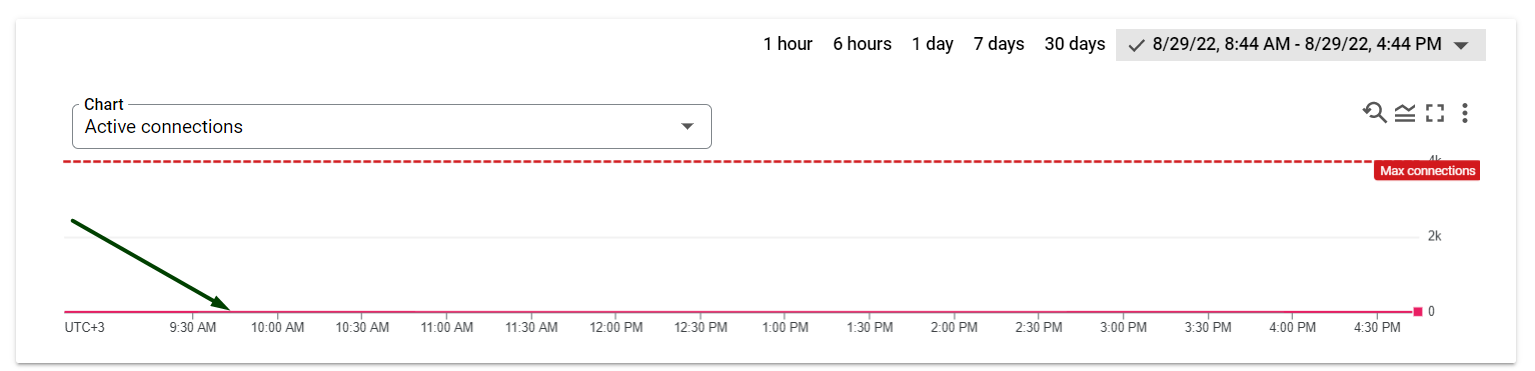 1 hour 6 hours 1 day 7 days 30 days 8/29/22, 8:44 AM - 8/29/22, 4:44 PM
Chart
Active connections
4k
Max connections
2k
0
UTC+3 9:30 AM 10:00 AM 10:30 AM 11:00 AM 11:30 AM 12:00 PM 12:30 PM 1:00 PM 1:30 PM 2:00 PM 2:30 PM 3:00 PM 3:30 PM 4:00 PM 4:30 PM